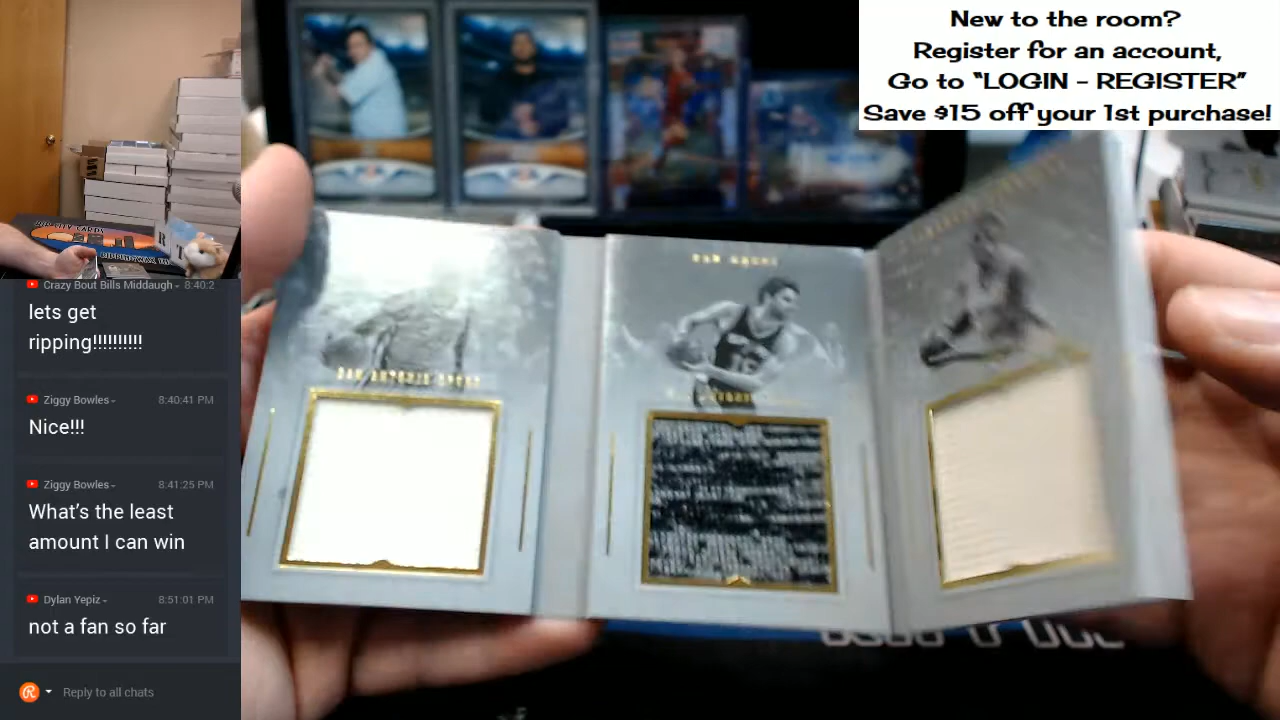 New to the room?
Register for an account,
Go to "LOGIN - REGISTER"
Save $15 off your 1st purchase!
Crazy Bout Bills Middaugh - 8:40:2
lets get
ripping!!!!!!!!!!
Ziggy Bowles - 8:40:41 PM
Nice!!!
Ziggy Bowles - 8:41:25 PM
What's the least
amount I can win
Dylan Yepiz - 8:51:01 PM
not a fan so far
Reply to all chats
SAN ANTONIO SPURS